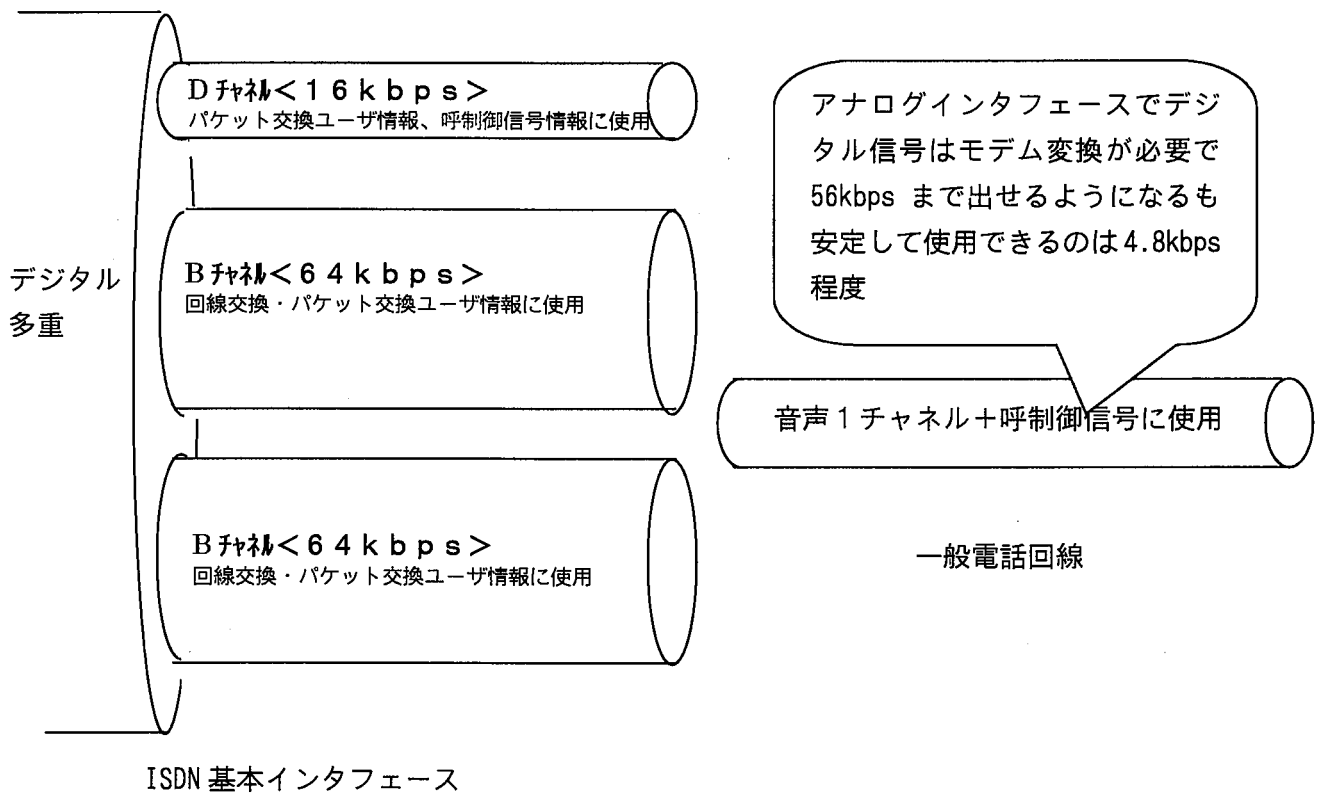 Dﾁｬﾈﾙ＜１６ｋｂｐｓ＞
パケット交換ユーザ情報、呼制御信号情報に使用
デジタル
多重
Bﾁｬﾈﾙ＜６４ｋｂｐｓ＞
回線交換・パケット交換ユーザ情報に使用
Bﾁｬﾈﾙ＜６４ｋｂｐｓ＞
回線交換・パケット交換ユーザ情報に使用
ISDN 基本インタフェース
アナログインタフェースでデジ
タル信号はモデム変換が必要で
56kbps まで出せるようになるも
安定して使用できるのは4.8kbps
程度
音声１チャネル＋呼制御信号に使用
一般電話回線